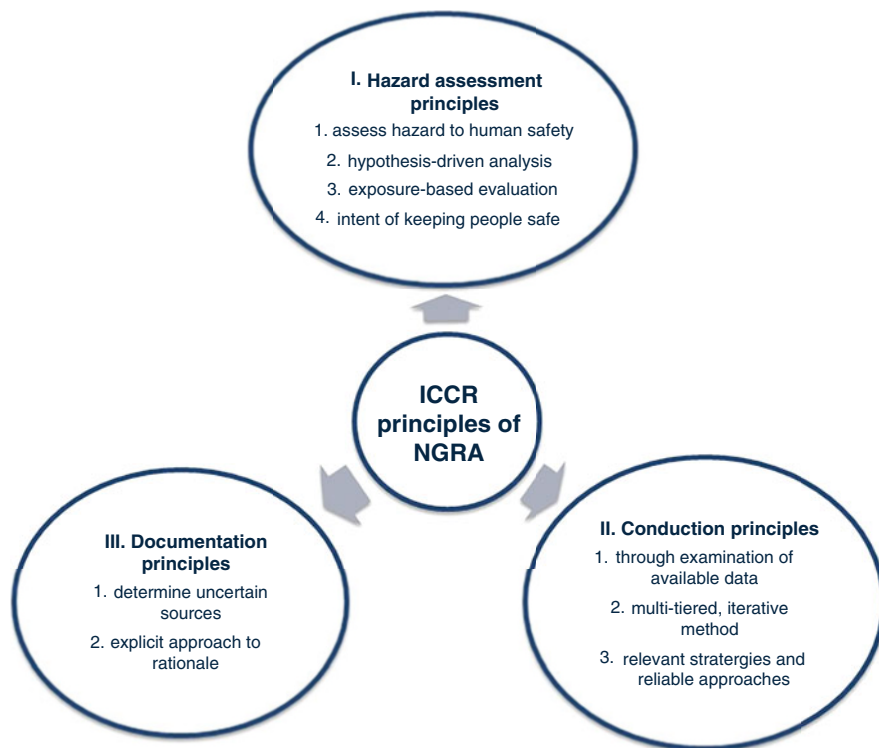 I. Hazard assessment
principles
1. assess hazard to human safety
2. hypothesis-driven analysis
3. exposure-based evaluation
4. intent of keeping people safe
ICCR
principles of
NGRA
II. Conduction principles
1. through examination of
available data
2. multi-tiered, iterative
method
3. relevant stratergies and
reliable approaches
III. Documentation
principles
1. determine uncertain
sources
2. explicit approach to
rationale